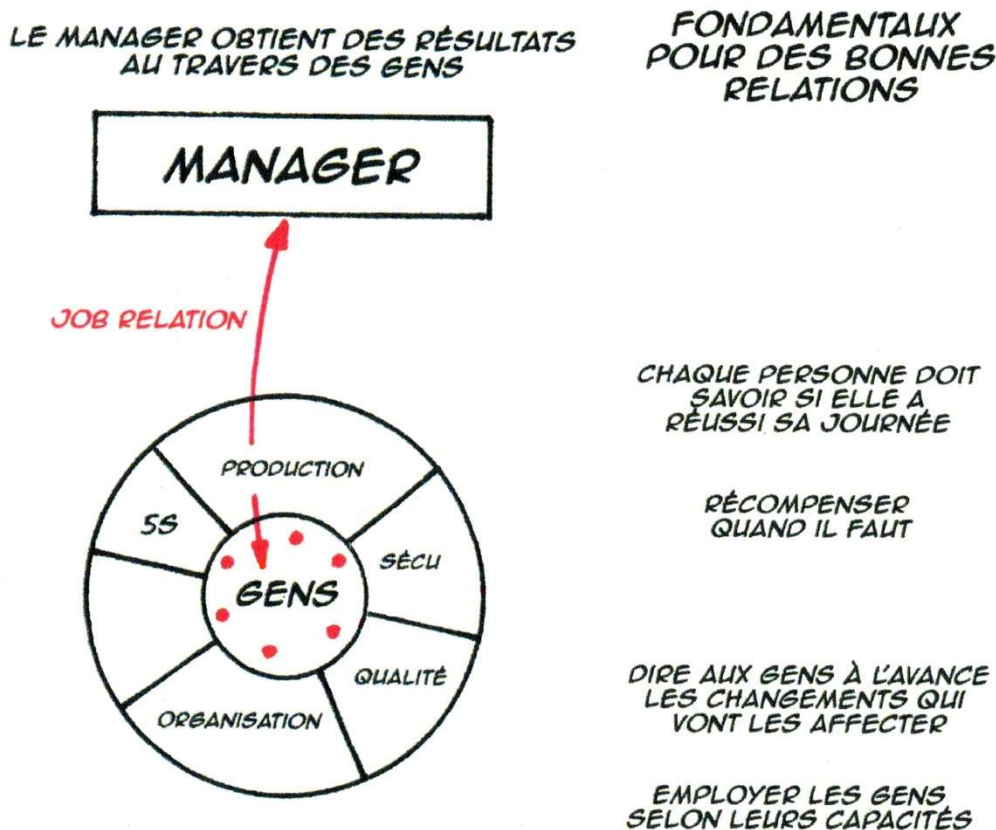 LE MANAGER OBTIENT DES RÉSULTATS
AU TRAVERS DES GENS
MANAGER
JOB RELATION
PRODUCTION
5S
SÉCU
GENS
QUALITÉ
ORGANISATION
FONDAMENTAUX
POUR DES BONNES
RELATIONS
CHAQUE PERSONNE DOIT
SAVOIR SI ELLE A
RÉUSSI SA JOURNÉE
RÉCOMPENSER
QUAND IL FAUT
DIRE AUX GENS À L'AVANCE
LES CHANGEMENTS QUI
VONT LES AFFECTER
EMPLOYER LES GENS
SELON LEURS CAPACITÉS